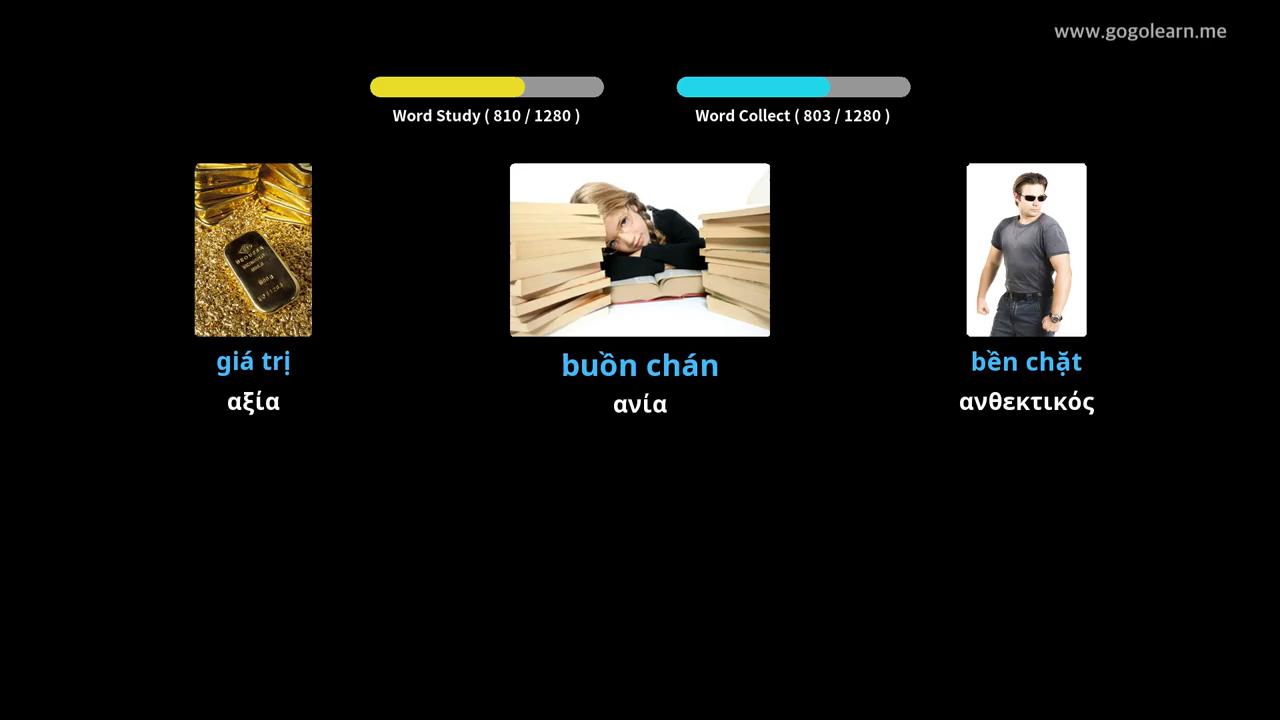 www.gogolearn.me
Word Study ( 810 / 1280 )
Word Collect ( 803 / 1280 )
giá trị
αξία
buồn chán
ανία
bền chặt
ανθεκτικός